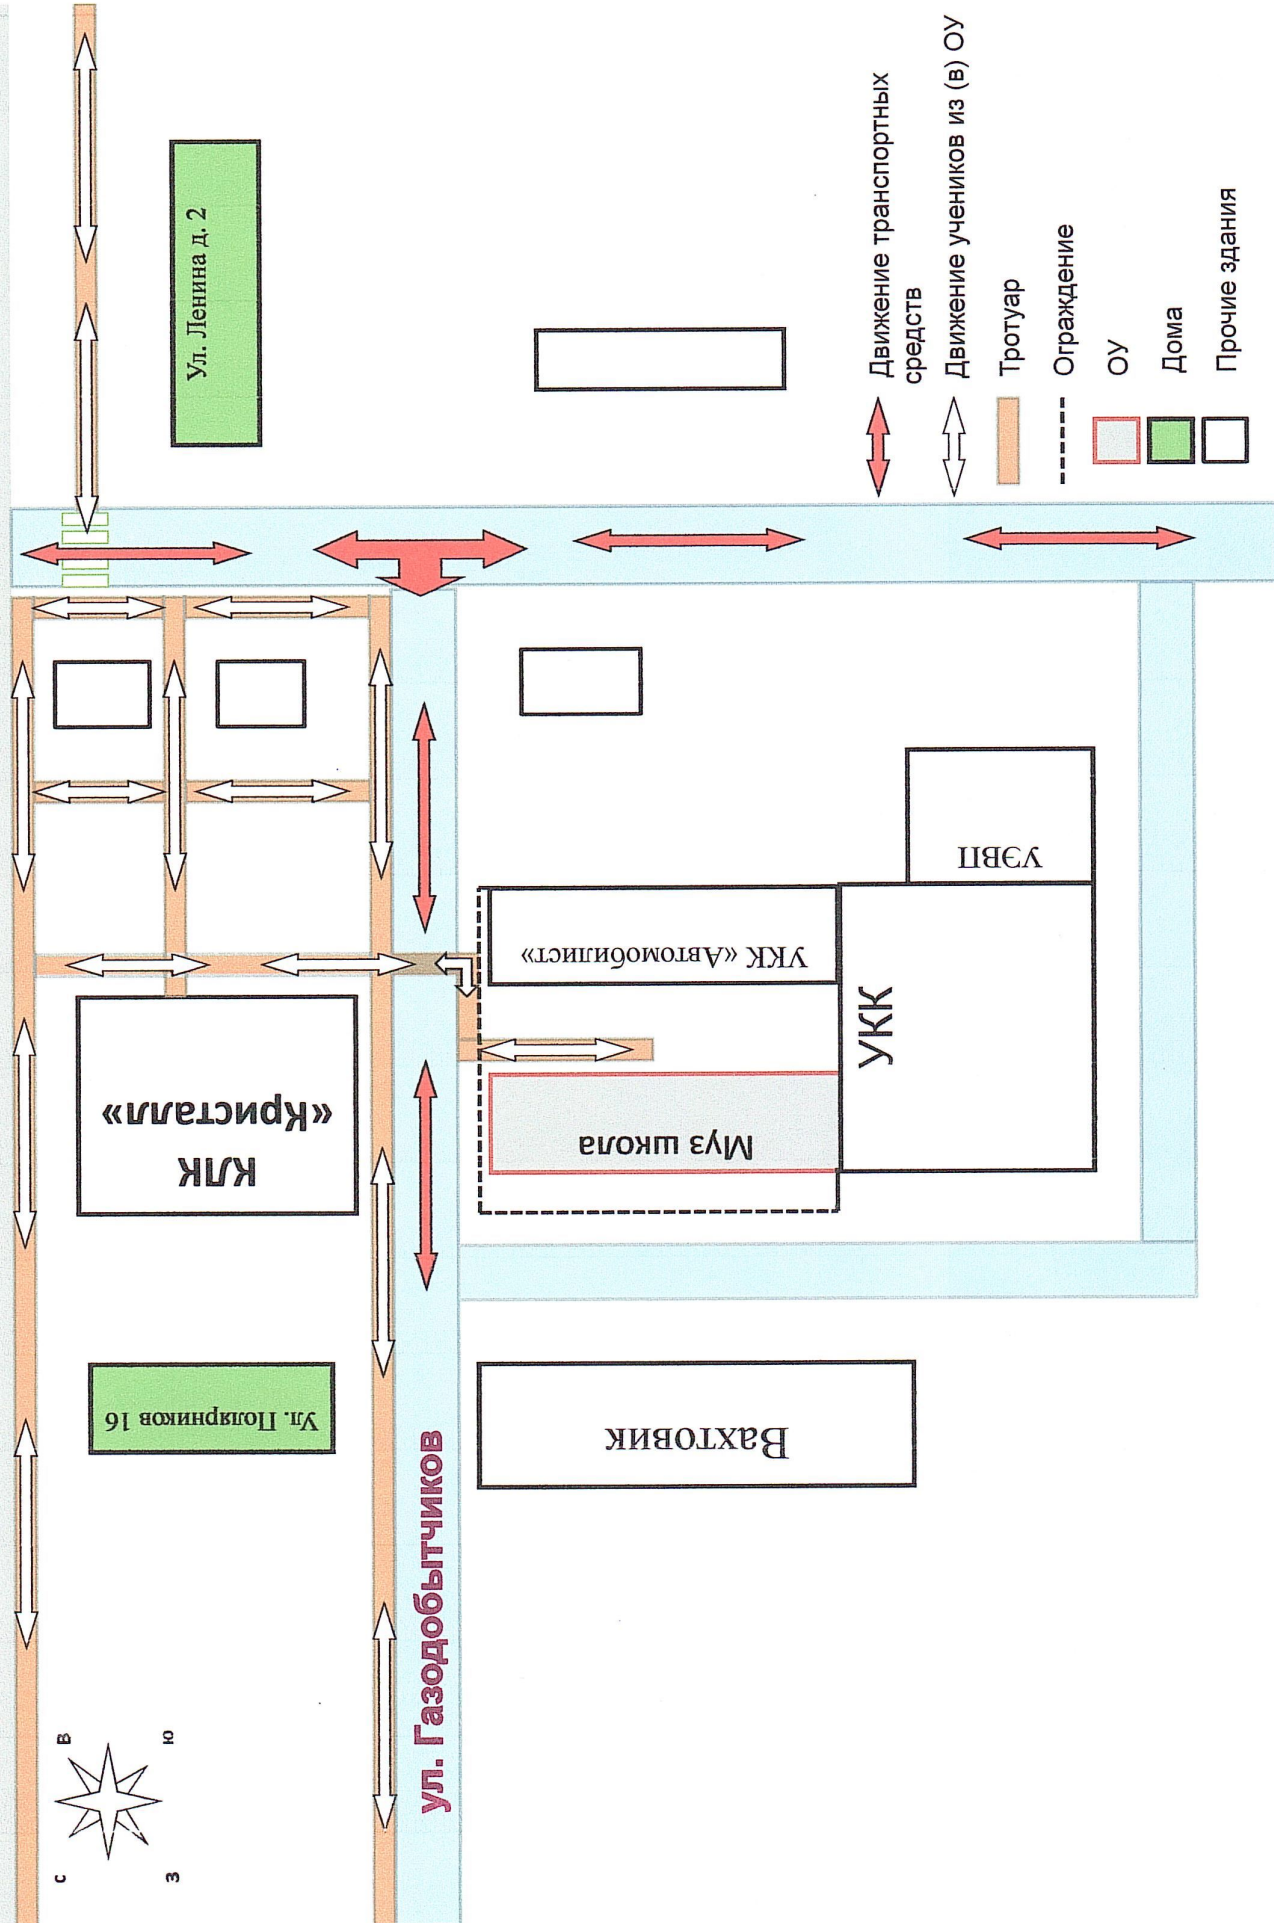 С
В
З
Ю
Ул. Полярников 16
КЛК
«Кристалл»
Ул. Ленина д. 2
ул. Газодобытчиков
Вахтовик
Муз школа
УКК «Автомобилист»
УКК
УЭВП
Движение транспортных
средств
Движение учеников из (в) ОУ
Тротуар
Ограждение
ОУ
Дома
Прочие здания